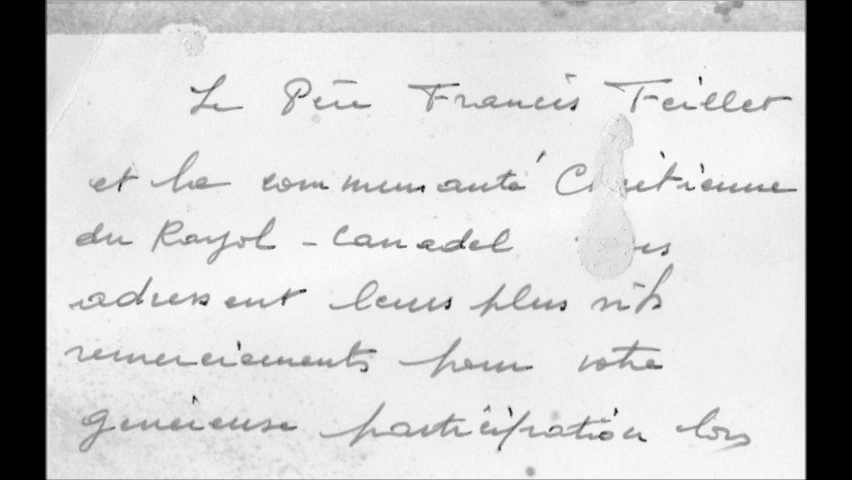 Le Père Francis Teillet
et la communauté Chrétienne
du Rayol - Canadel vous
adressent leurs plus vifs
remerciements pour votre
généreuse participation lors